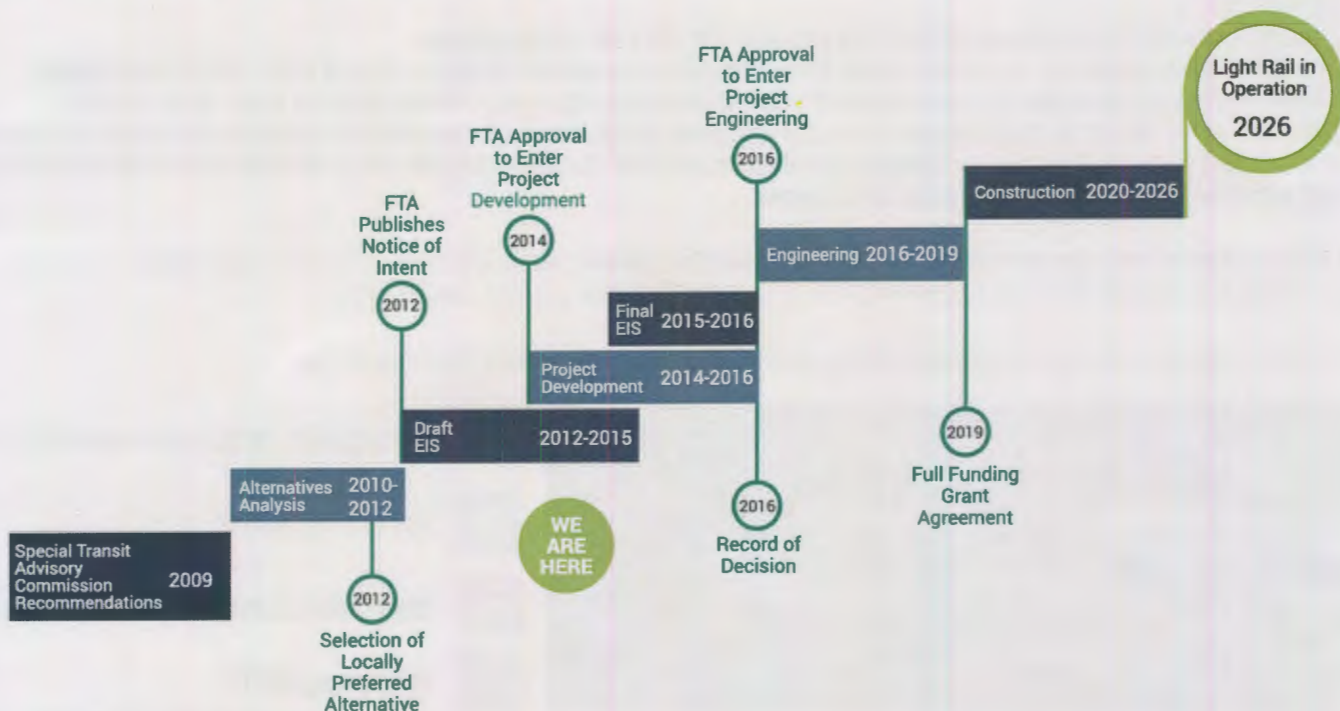 Light Rail in
Operation
2026
FTA Approval
to Enter
Project
Engineering
2016
FTA Approval
to Enter
Project
Development
2014
FTA
Publishes
Notice of
Intent
2012
Construction 2020-2026
Engineering 2016-2019
Final
EIS
2015-2016
Project
Development
2014-2016
Draft
EIS
2012-2015
2019
Full Funding
Grant
Agreement
Alternatives
Analysis
2010-
2012
2016
Record of
Decision
WE
ARE
HERE
Special Transit
Advisory
Commission
Recommendations
2009
2012
Selection of
Locally
Preferred
Alternative